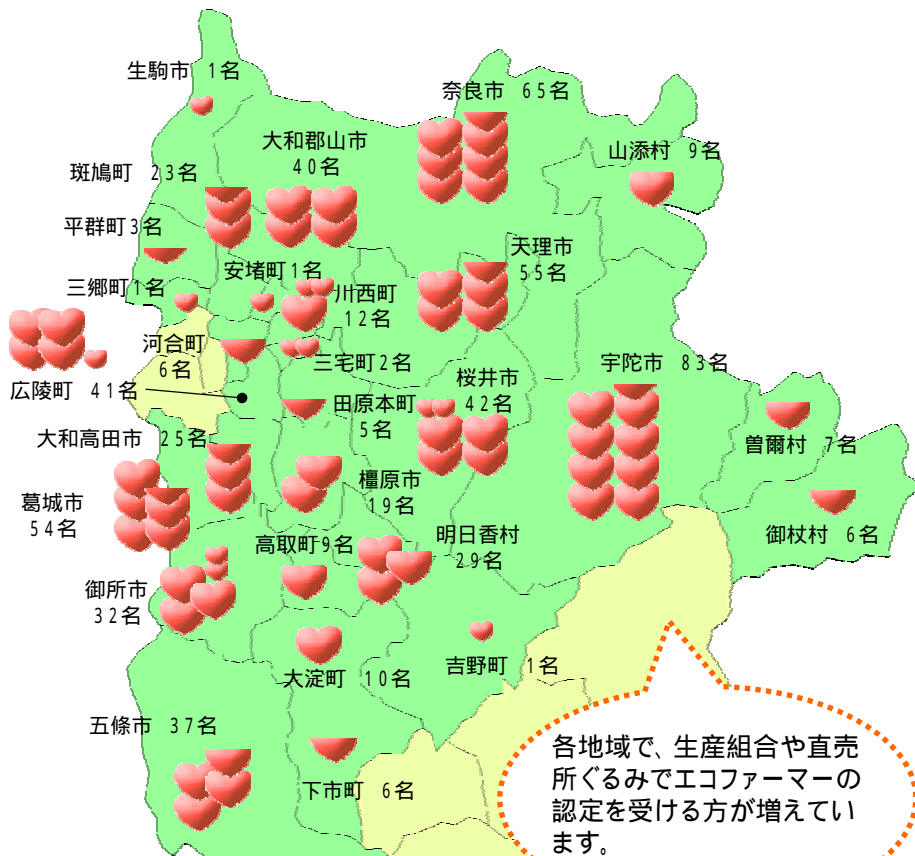 生駒市 1名
奈良市 65名
大和郡山市
40名
山添村 9名
斑鳩町 23名
平群町3名
天理市
55名
安堵町1名
三郷町1名
川西町
12名
河合町
6名
三宅町2名
宇陀市 83名
桜井市
42名
広陵町 41名
田原本町
5名
大和高田市 25名
曽爾村 7名
橿原市
19名
葛城市
54名
御杖村 6名
明日香村
29名
高取町9名
御所市
32名
吉野町 1名
大淀町 10名
五條市 37名
下市町 6名
各地域で、生産組合や直売
所ぐるみでエコファーマーの
認定を受ける方が増えてい
ます。